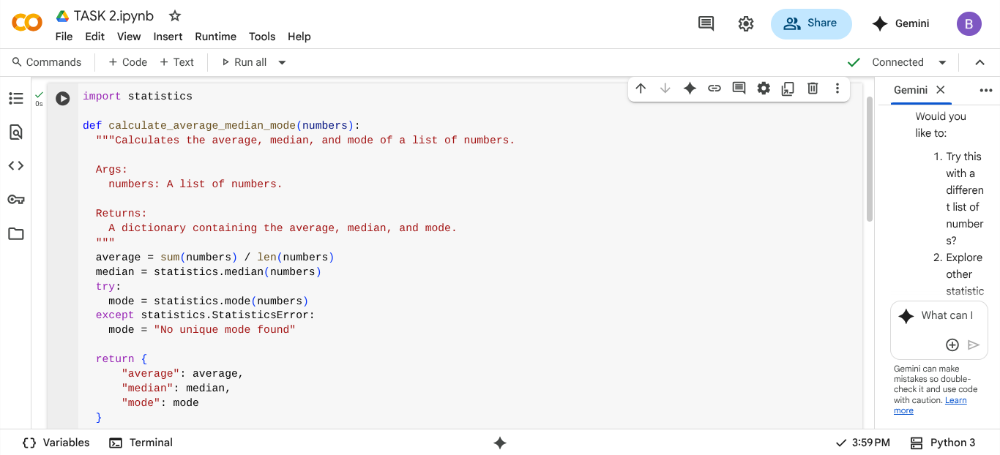 TASK 2.ipynb
File Edit View Insert Runtime Tools Help
Share
Gemini
B
Commands + Code + Text Run all
Connected
0s
import statistics
def calculate_average_median_mode(numbers):
"""Calculates the average, median, and mode of a list of numbers.
Args:
numbers: A list of numbers.
Returns:
A dictionary containing the average, median, and mode.
"""
average = sum(numbers) / len(numbers)
median = statistics.median(numbers)
try:
mode = statistics.mode(numbers)
except statistics.StatisticsError:
mode = "No unique mode found"
return {
"average": average,
"median": median,
"mode": mode
}
Gemini
Would you
like to:
1. Try this
with a
differen
t list of
number
s?
2. Explore
other
statistic
What can I
Gemini can make
mistakes so double-
check it and use code
with caution. Learn
more
Variables Terminal
3:59 PM Python 3